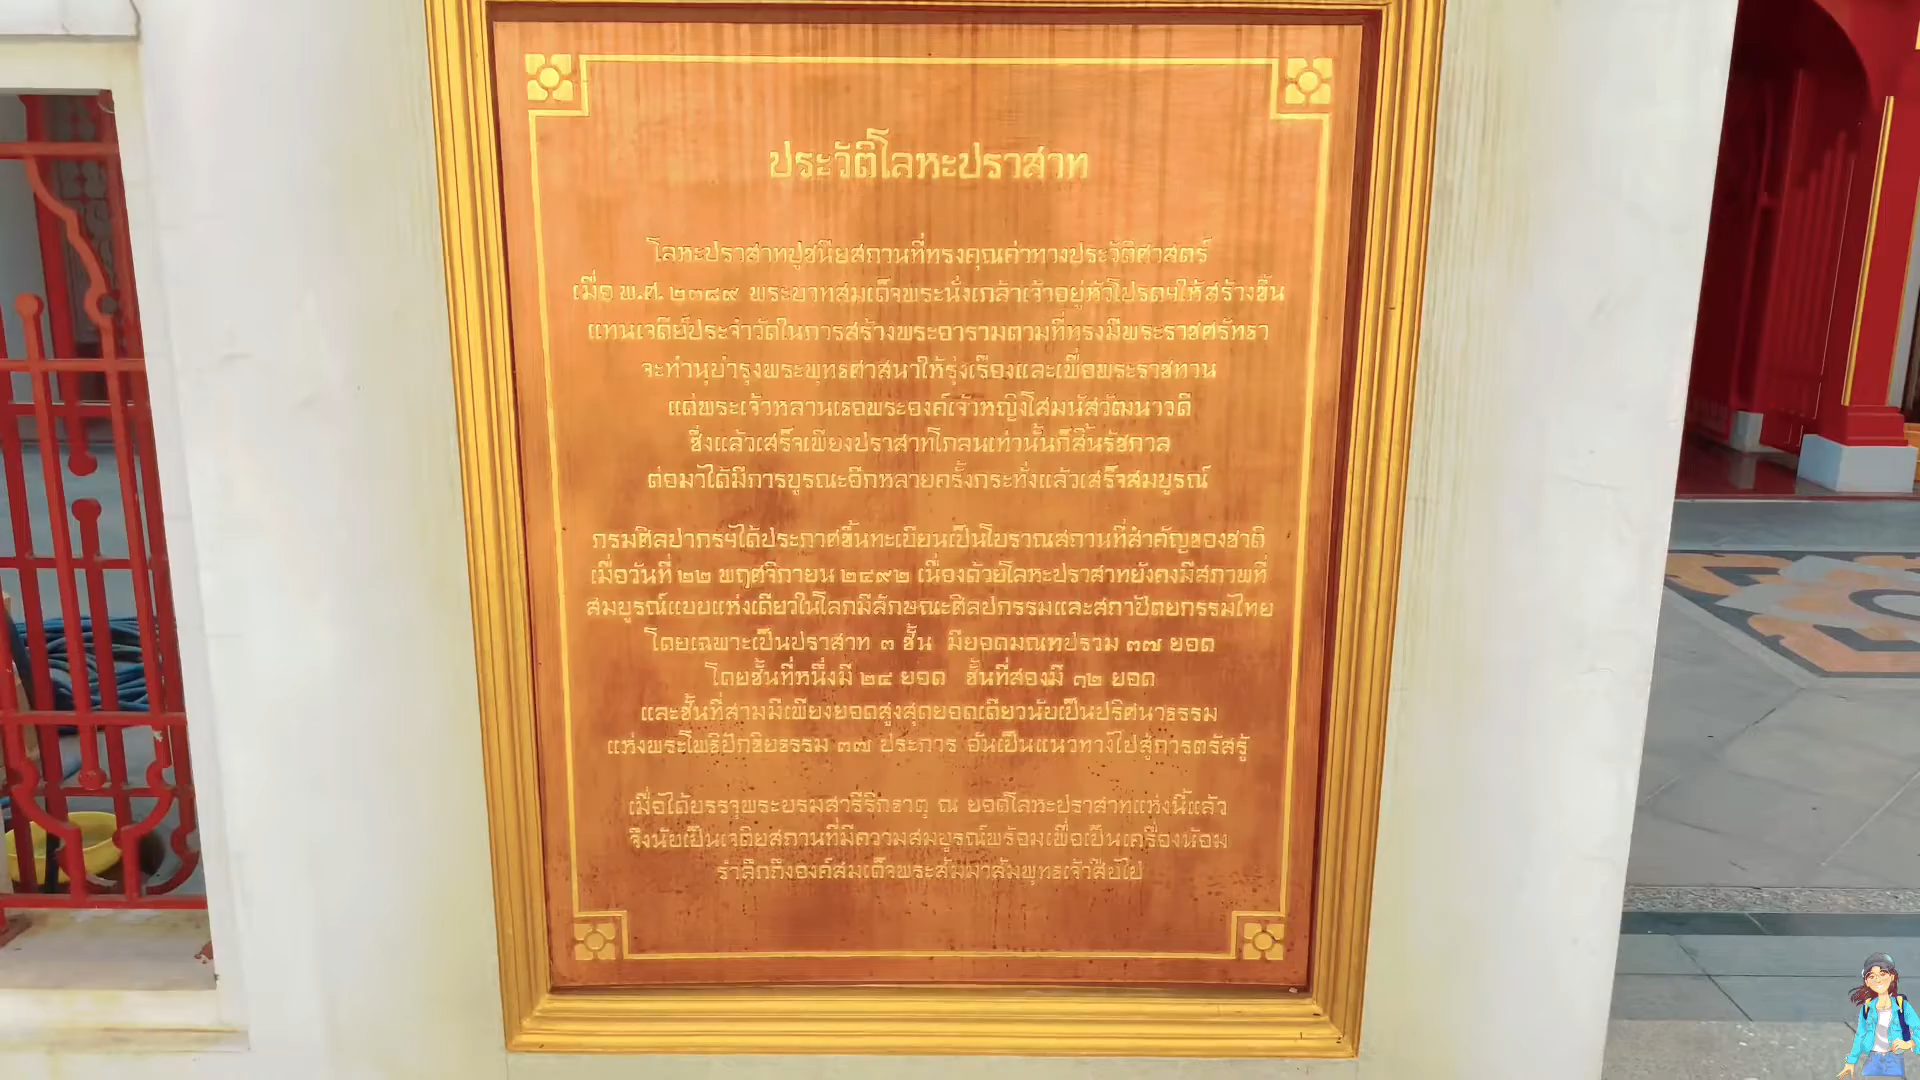 ประวัติโลหะปราสาท
โลหะปราสาทปูชนียสถานที่ทรงคุณค่าทางประวัติศาสตร์
เมื่อ พ.ศ. ๒๓๘๙ พระบาทสมเด็จพระนั่งเกล้าเจ้าอยู่หัวโปรดฯให้สร้างขึ้น
แทนเจดีย์ประจำวัดในการสร้างพระอารามตามที่ทรงมีพระราชศรัทธา
จะทำนุบำรุงพระพุทธศาสนาให้รุ่งเรืองและเพื่อพระราชทาน
แด่พระเจ้าหลานเธอพระองค์เจ้าหญิงโสมนัสวัฒนาวดี
ซึ่งแล้วเสร็จเพียงปราสาทโกลนเท่านั้นก็สิ้นรัชกาล
ต่อมาได้มีการบูรณะอีกหลายครั้งกระทั่งแล้วเสร็จสมบูรณ์
กรมศิลปากรฯได้ประกาศขึ้นทะเบียนเป็นโบราณสถานที่สำคัญของชาติ
เมื่อวันที่ ๒๒ พฤศจิกายน ๒๔๙๒ เนื่องด้วยโลหะปราสาทยังคงมีสภาพที่
สมบูรณ์แบบแห่งเดียวในโลกมีลักษณะศิลปกรรมและสถาปัตยกรรมไทย
โดยเฉพาะเป็นปราสาท ๓ ชั้น มียอดมณฑปรวม ๓๗ ยอด
โดยชั้นที่หนึ่งมี ๒๔ ยอด ชั้นที่สองมี ๑๒ ยอด
และชั้นที่สามมีเพียงยอดสูงสุดยอดเดียวนับเป็นปริศนาธรรม
แห่งพระโพธิปักขิยธรรม ๓๗ ประการ อันเป็นแนวทางไปสู่การตรัสรู้
เมื่อได้บรรจุพระบรมสารีริกธาตุ ณ ยอดโลหะปราสาทแห่งนี้แล้ว
จึงนับเป็นเจติยสถานที่มีความสมบูรณ์พร้อมเพื่อเป็นเครื่องน้อม
รำลึกถึงองค์สมเด็จพระสัมมาสัมพุทธเจ้าสืบไป